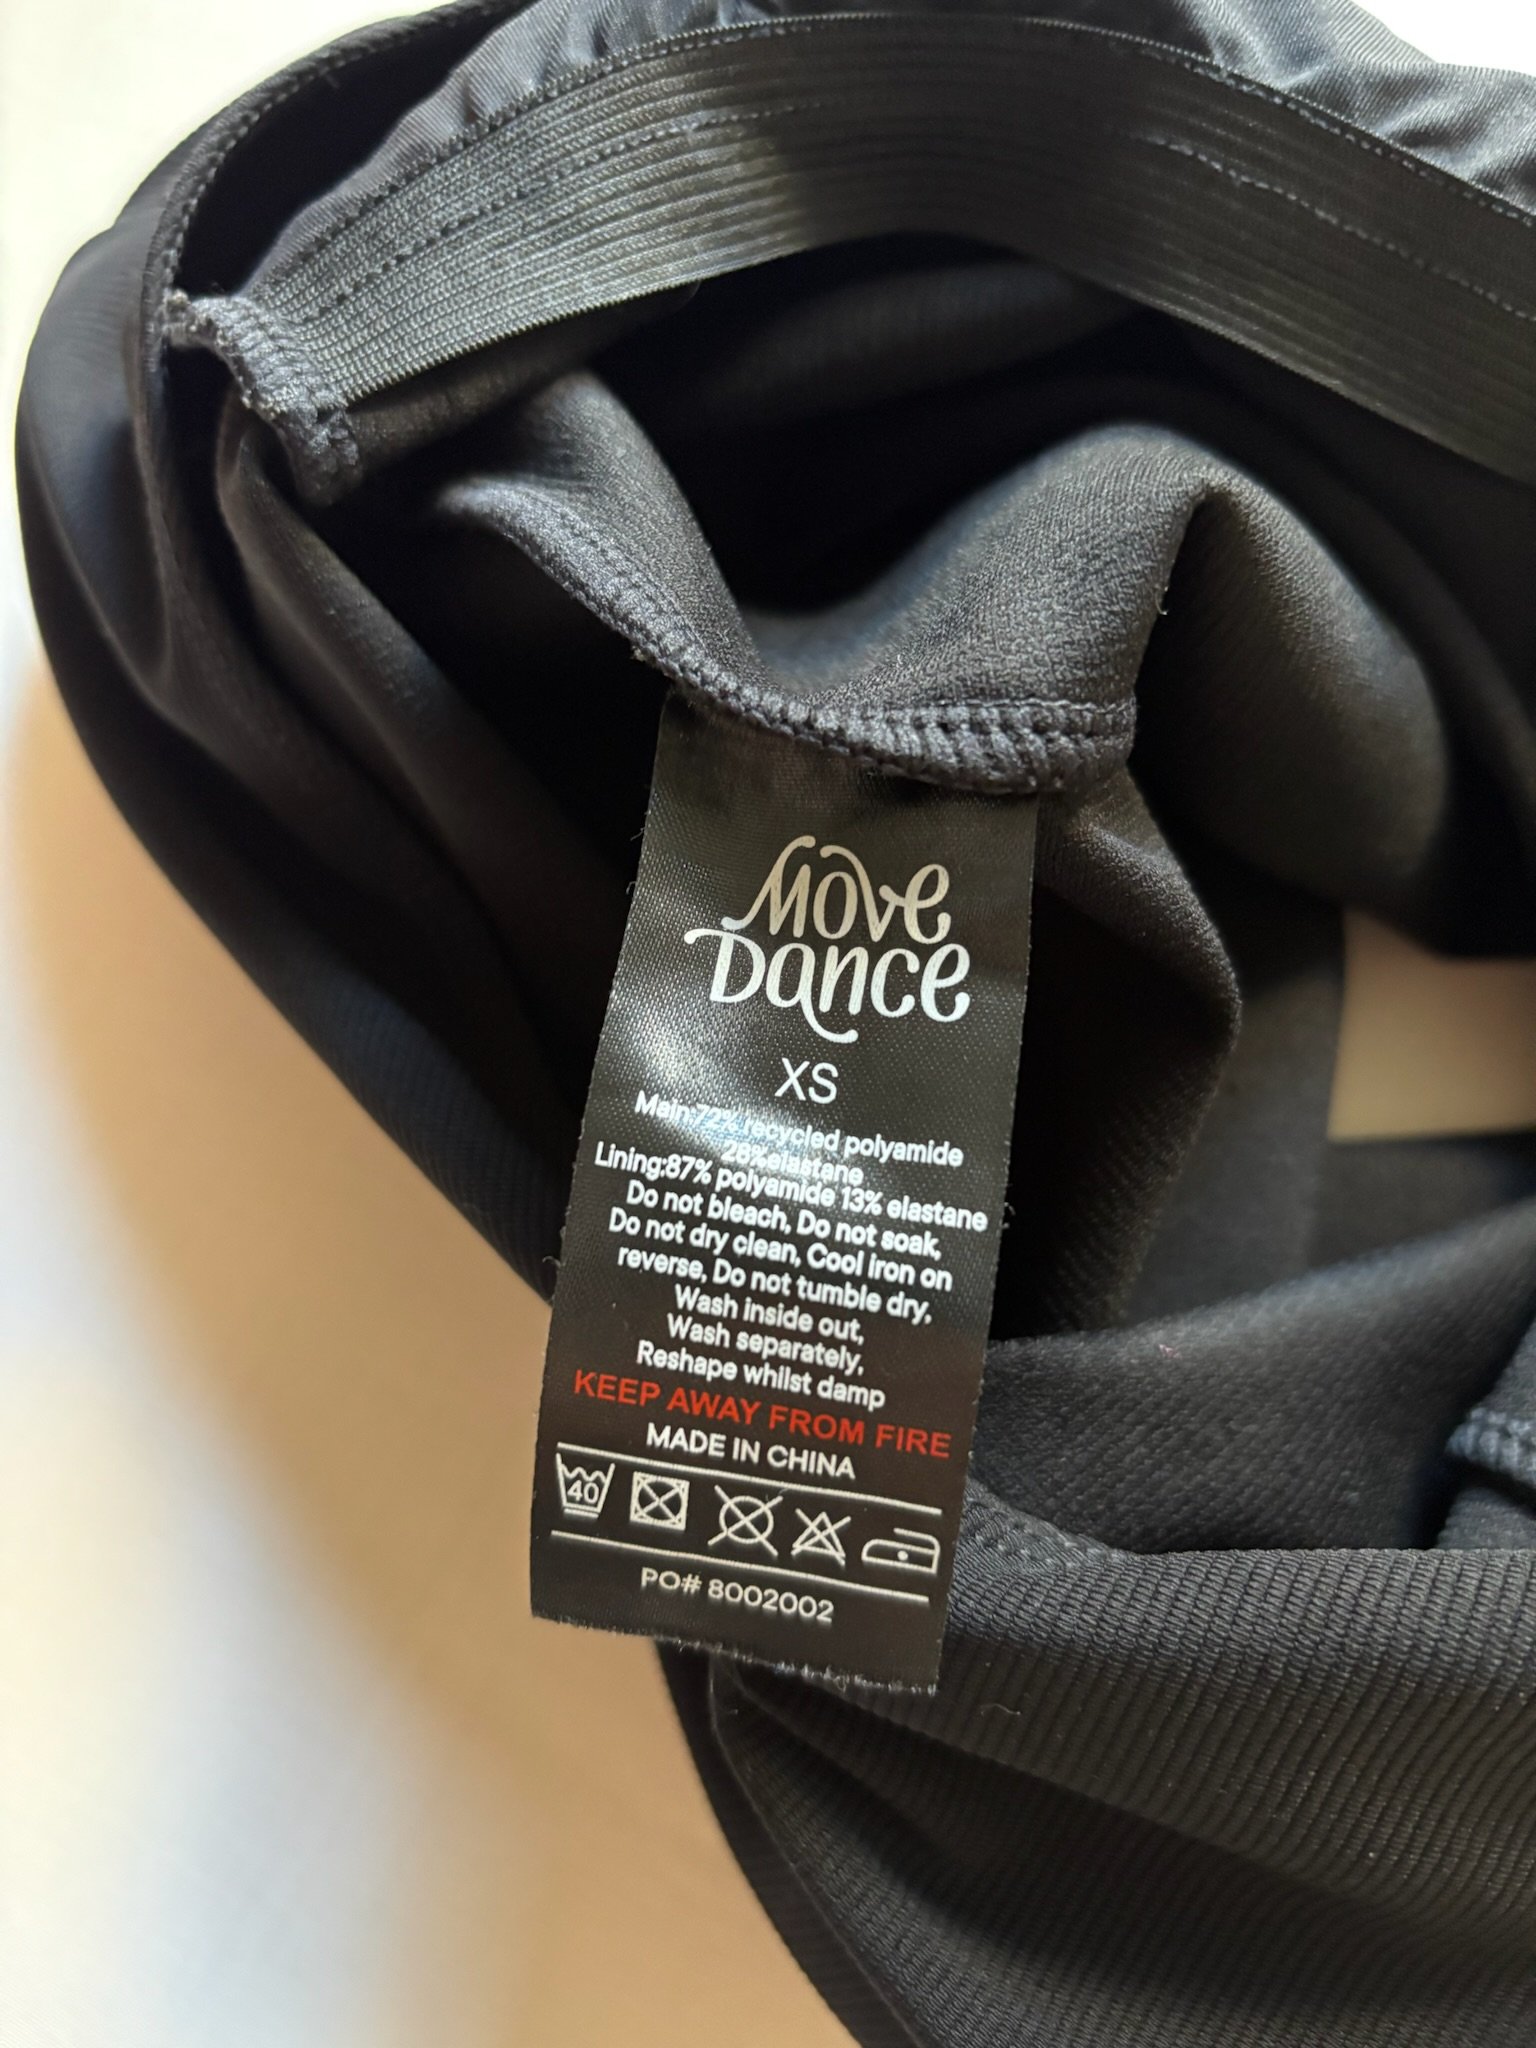 Move
Dance
XS
Main:72% recycled polyamide
28%elastane
Lining:87% polyamide 13% elastane
Do not bleach, Do not soak,
Do not dry clean, Cool iron on
reverse, Do not tumble dry,
Wash inside out,
Wash separately,
Reshape whilst damp
KEEP AWAY FROM FIRE
MADE IN CHINA
40
PO# 8002002